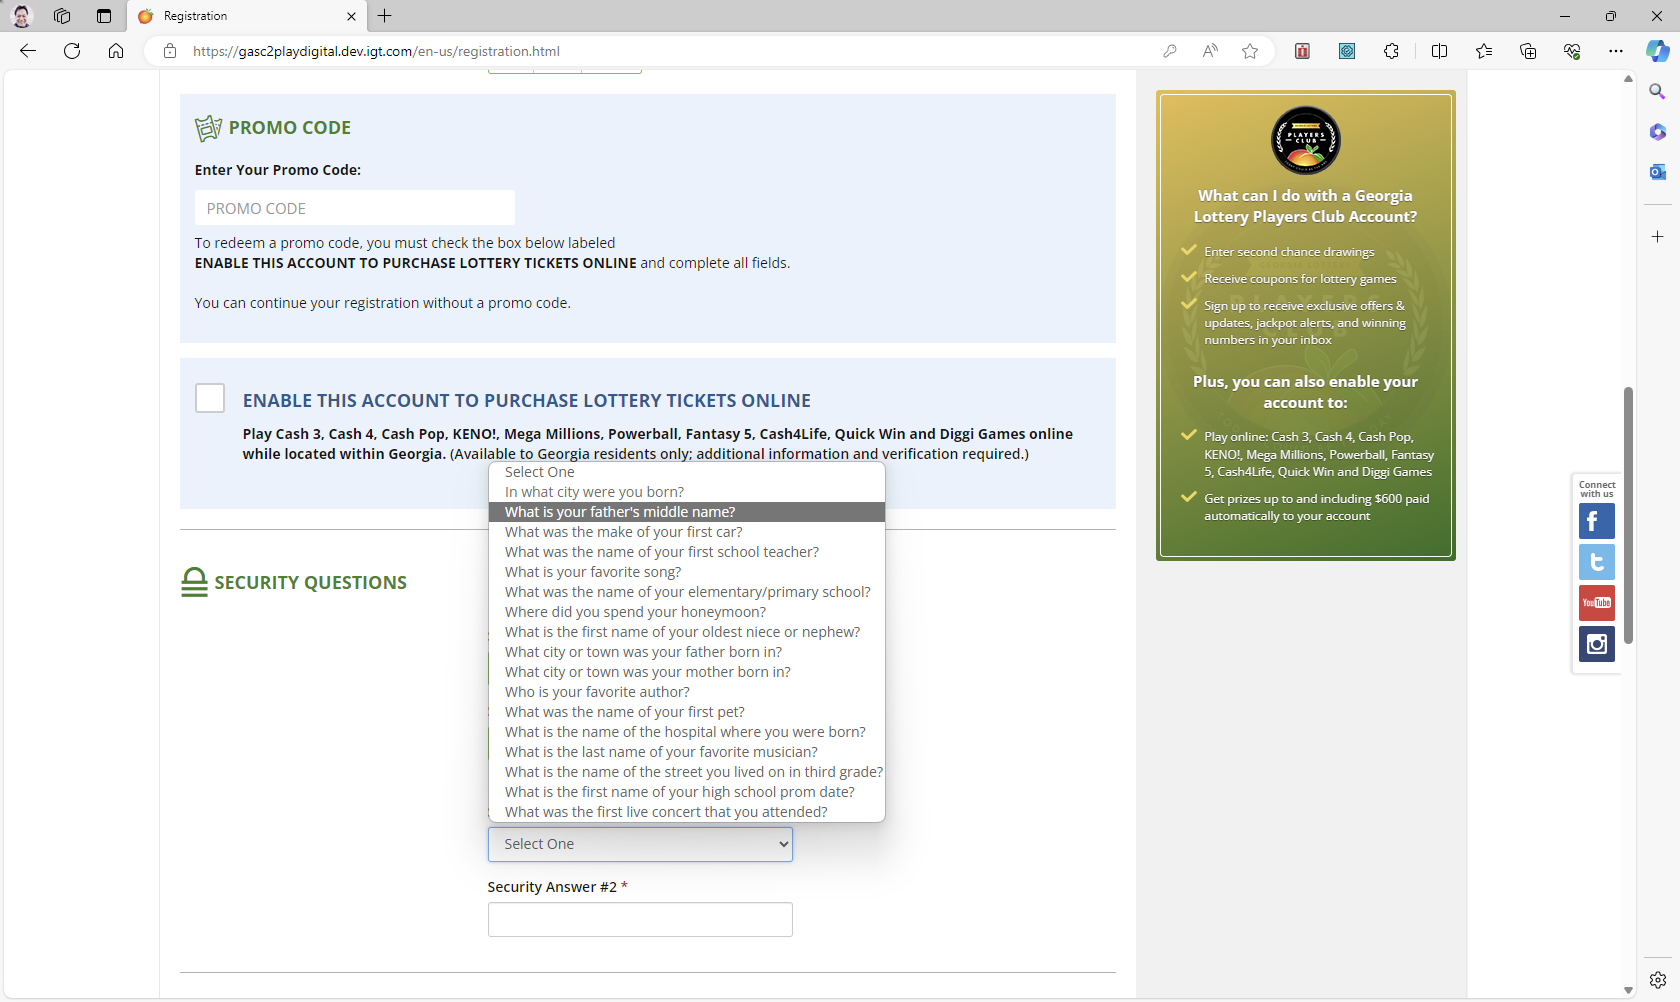 Registration
https://gasc2playdigital.dev.igt.com/en-us/registration.html
PROMO CODE
Enter Your Promo Code:
PROMO CODE
To redeem a promo code, you must check the box below labeled
ENABLE THIS ACCOUNT TO PURCHASE LOTTERY TICKETS ONLINE and complete all fields.
You can continue your registration without a promo code.
ENABLE THIS ACCOUNT TO PURCHASE LOTTERY TICKETS ONLINE
Play Cash 3, Cash 4, Cash Pop, KENO!, Mega Millions, Powerball, Fantasy 5, Cash4Life, Quick Win and Diggi Games online
while located within Georgia. (Available to Georgia residents only; additional information and verification required.)
SECURITY QUESTIONS
Select One
In what city were you born?
What is your father's middle name?
What was the make of your first car?
What was the name of your first school teacher?
What is your favorite song?
What was the name of your elementary/primary school?
Where did you spend your honeymoon?
What is the first name of your oldest niece or nephew?
What city or town was your father born in?
What city or town was your mother born in?
Who is your favorite author?
What was the name of your first pet?
What is the name of the hospital where you were born?
What is the last name of your favorite musician?
What is the name of the street you lived on in third grade?
What is the first name of your high school prom date?
What was the first live concert that you attended?
Select One
Security Answer #2 *
PLAYERS
CLUB
What can I do with a Georgia
Lottery Players Club Account?
Enter second chance drawings
Receive coupons for lottery games
Sign up to receive exclusive offers &
updates, jackpot alerts, and winning
numbers in your inbox
Plus, you can also enable your
account to:
Play online: Cash 3, Cash 4, Cash Pop,
KENO!, Mega Millions, Powerball, Fantasy
5, Cash4Life, Quick Win and Diggi Games
Get prizes up to and including $600 paid
automatically to your account
Connect
with us
YouTube